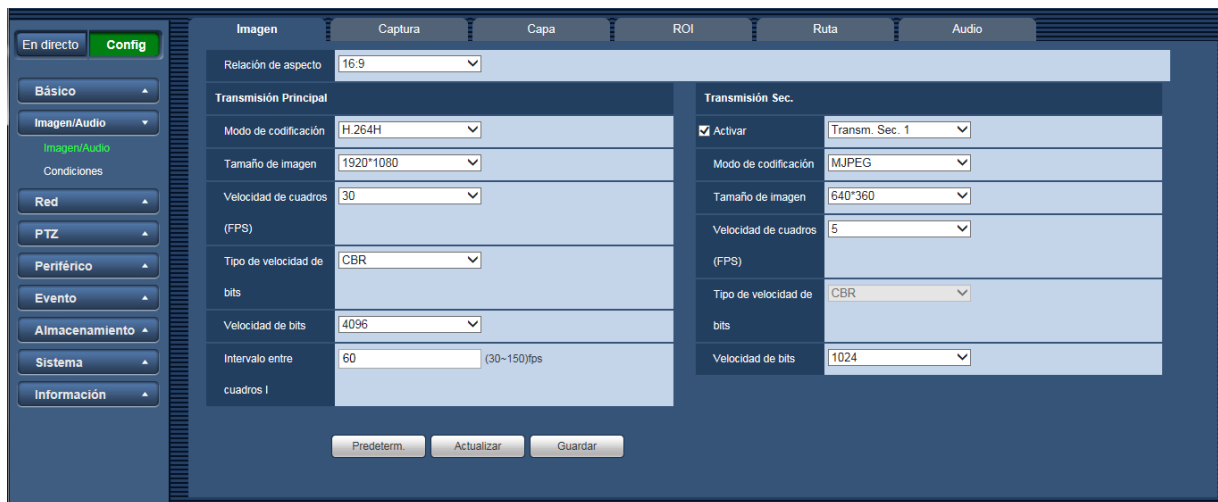 En directo
Config
Básico
Imagen/Audio
Imagen/Audio
Condiciones
Red
PTZ
Periférico
Evento
Almacenamiento
Sistema
Información
Imagen
Captura
Capa
ROI
Ruta
Audio
Relación de aspecto
16:9
Transmisión Principal
Modo de codificación
H.264H
Tamaño de imagen
1920*1080
Velocidad de cuadros
(FPS)
30
Tipo de velocidad de
bits
CBR
Velocidad de bits
4096
Intervalo entre
cuadros I
60
(30~150)fps
Transmisión Sec.
Activar
Transm. Sec. 1
Modo de codificación
MJPEG
Tamaño de imagen
640*360
Velocidad de cuadros
(FPS)
5
Tipo de velocidad de
bits
CBR
Velocidad de bits
1024
Predeterm.
Actualizar
Guardar